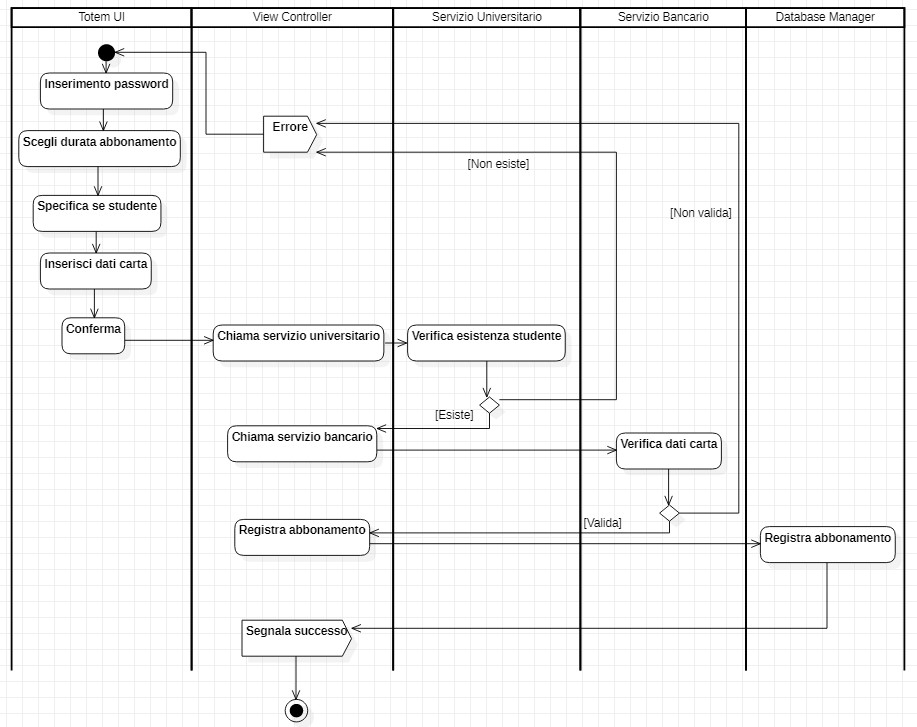 Totem UI
View Controller
Servizio Universitario
Servizio Bancario
Database Manager
Inserimento password
Errore
Scegli durata abbonamento
[Non esiste]
Specifica se studente
[Non valida]
Inserisci dati carta
Conferma
Chiama servizio universitario
Verifica esistenza studente
[Esiste]
Chiama servizio bancario
Verifica dati carta
[Valida]
Registra abbonamento
Registra abbonamento
Segnala successo